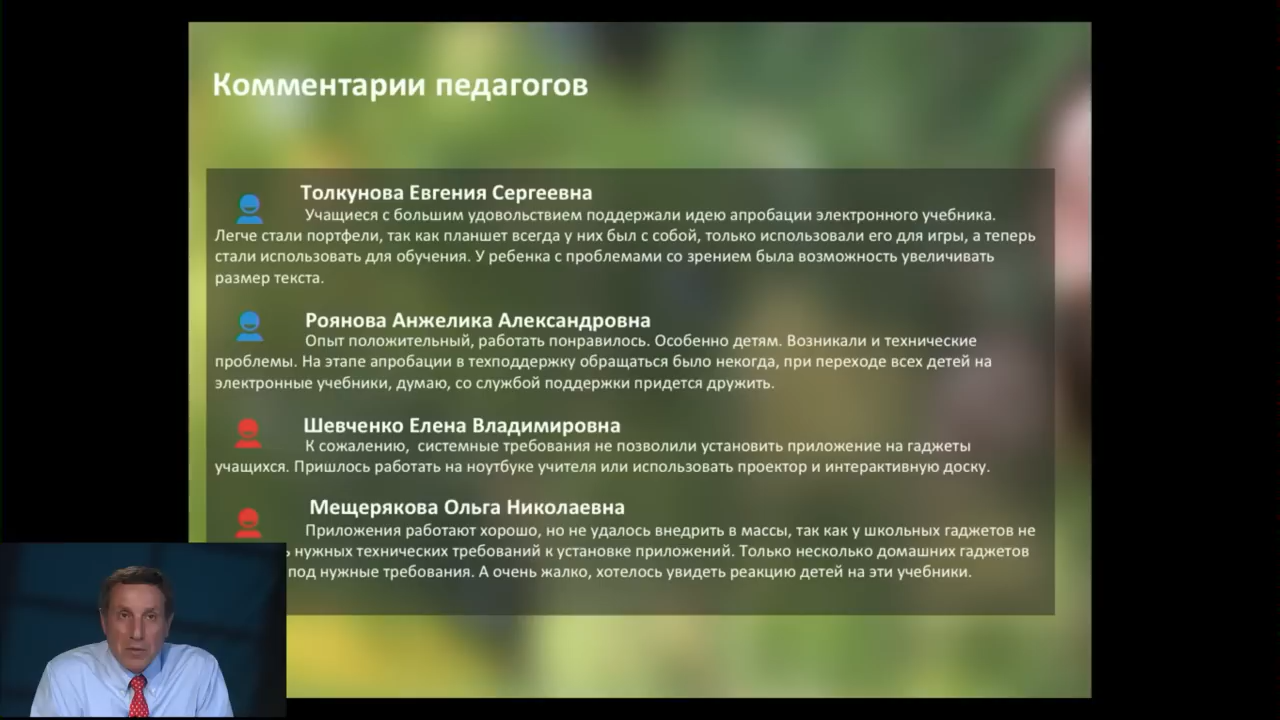 Комментарии педагогов
Толкунова Евгения Сергеевна
Учащиеся с большим удовольствием поддержали идею апробации электронного учебника.
Легче стали портфели, так как планшет всегда у них был с собой, только использовали его для игры, а теперь
стали использовать для обучения. У ребенка с проблемами со зрением была возможность увеличивать
размер текста.
Роянова Анжелика Александровна
Опыт положительный, работать понравилось. Особенно детям. Возникали и технические
проблемы. На этапе апробации в техподдержку обращаться было некогда, при переходе всех детей на
электронные учебники, думаю, со службой поддержки придется дружить.
Шевченко Елена Владимировна
К сожалению, системные требования не позволили установить приложение на гаджеты
учащихся. Пришлось работать на ноутбуке учителя или использовать проектор и интерактивную доску.
Мещерякова Ольга Николаевна
Приложения работают хорошо, но не удалось внедрить в массы, так как у школьных гаджетов не
нужных технических требований к установке приложений. Только несколько домашних гаджетов
под нужные требования. А очень жалко, хотелось увидеть реакцию детей на эти учебники.